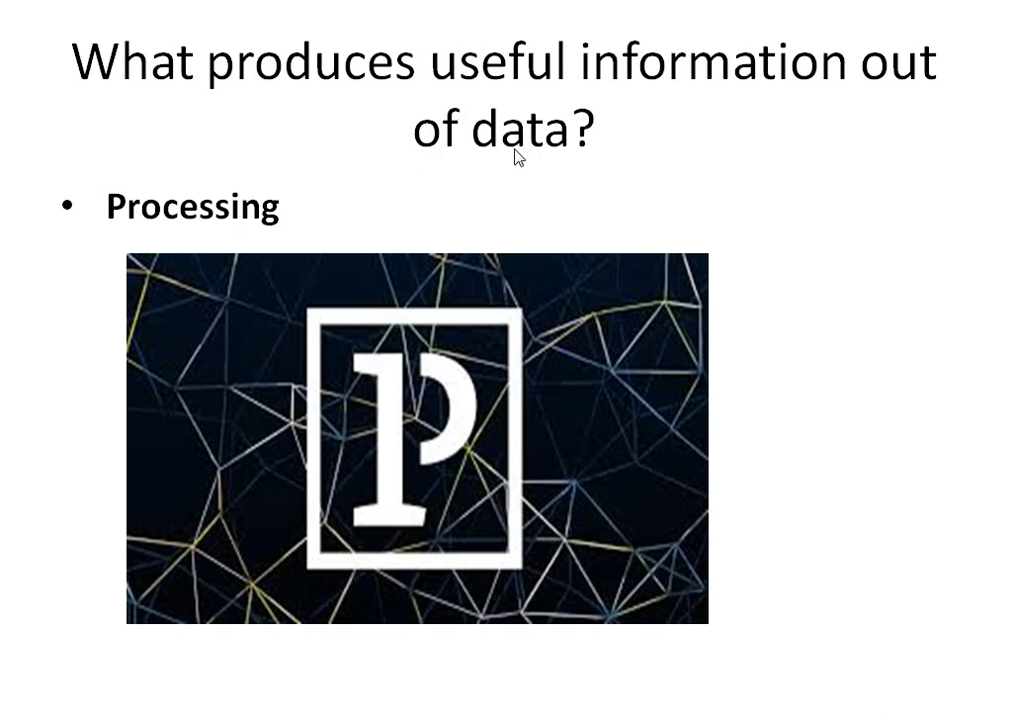 What produces useful information out
of data?
• Processing
P